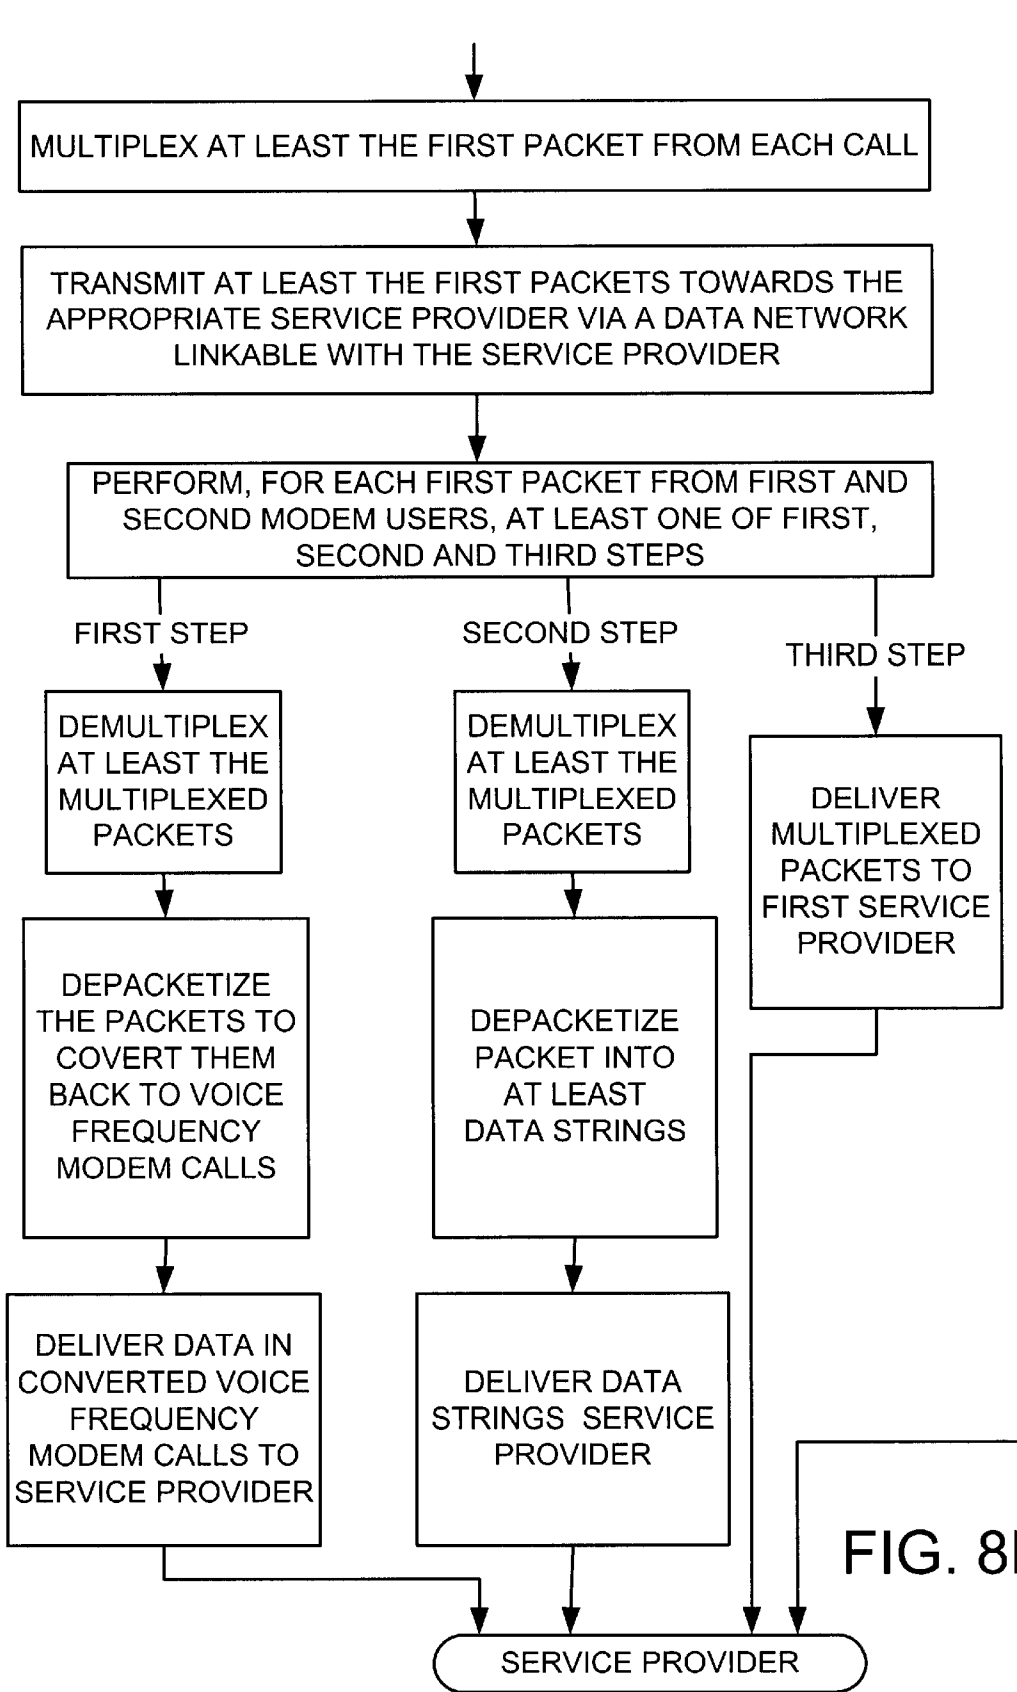 MULTIPLEX AT LEAST THE FIRST PACKET FROM EACH CALL
TRANSMIT AT LEAST THE FIRST PACKETS TOWARDS THE
APPROPRIATE SERVICE PROVIDER VIA A DATA NETWORK
LINKABLE WITH THE SERVICE PROVIDER
PERFORM, FOR EACH FIRST PACKET FROM FIRST AND
SECOND MODEM USERS, AT LEAST ONE OF FIRST,
SECOND AND THIRD STEPS
FIRST STEP
DEMULTIPLEX
AT LEAST THE
MULTIPLEXED
PACKETS
DEPACKETIZE
THE PACKETS TO
COVERT THEM
BACK TO VOICE
FREQUENCY
MODEM CALLS
DELIVER DATA IN
CONVERTED VOICE
FREQUENCY
MODEM CALLS TO
SERVICE PROVIDER
SECOND STEP
DEMULTIPLEX
AT LEAST THE
MULTIPLEXED
PACKETS
DEPACKETIZE
PACKET INTO
AT LEAST
DATA STRINGS
DELIVER DATA
STRINGS SERVICE
PROVIDER
THIRD STEP
DELIVER
MULTIPLEXED
PACKETS TO
FIRST SERVICE
PROVIDER
FIG.
SERVICE PROVIDER